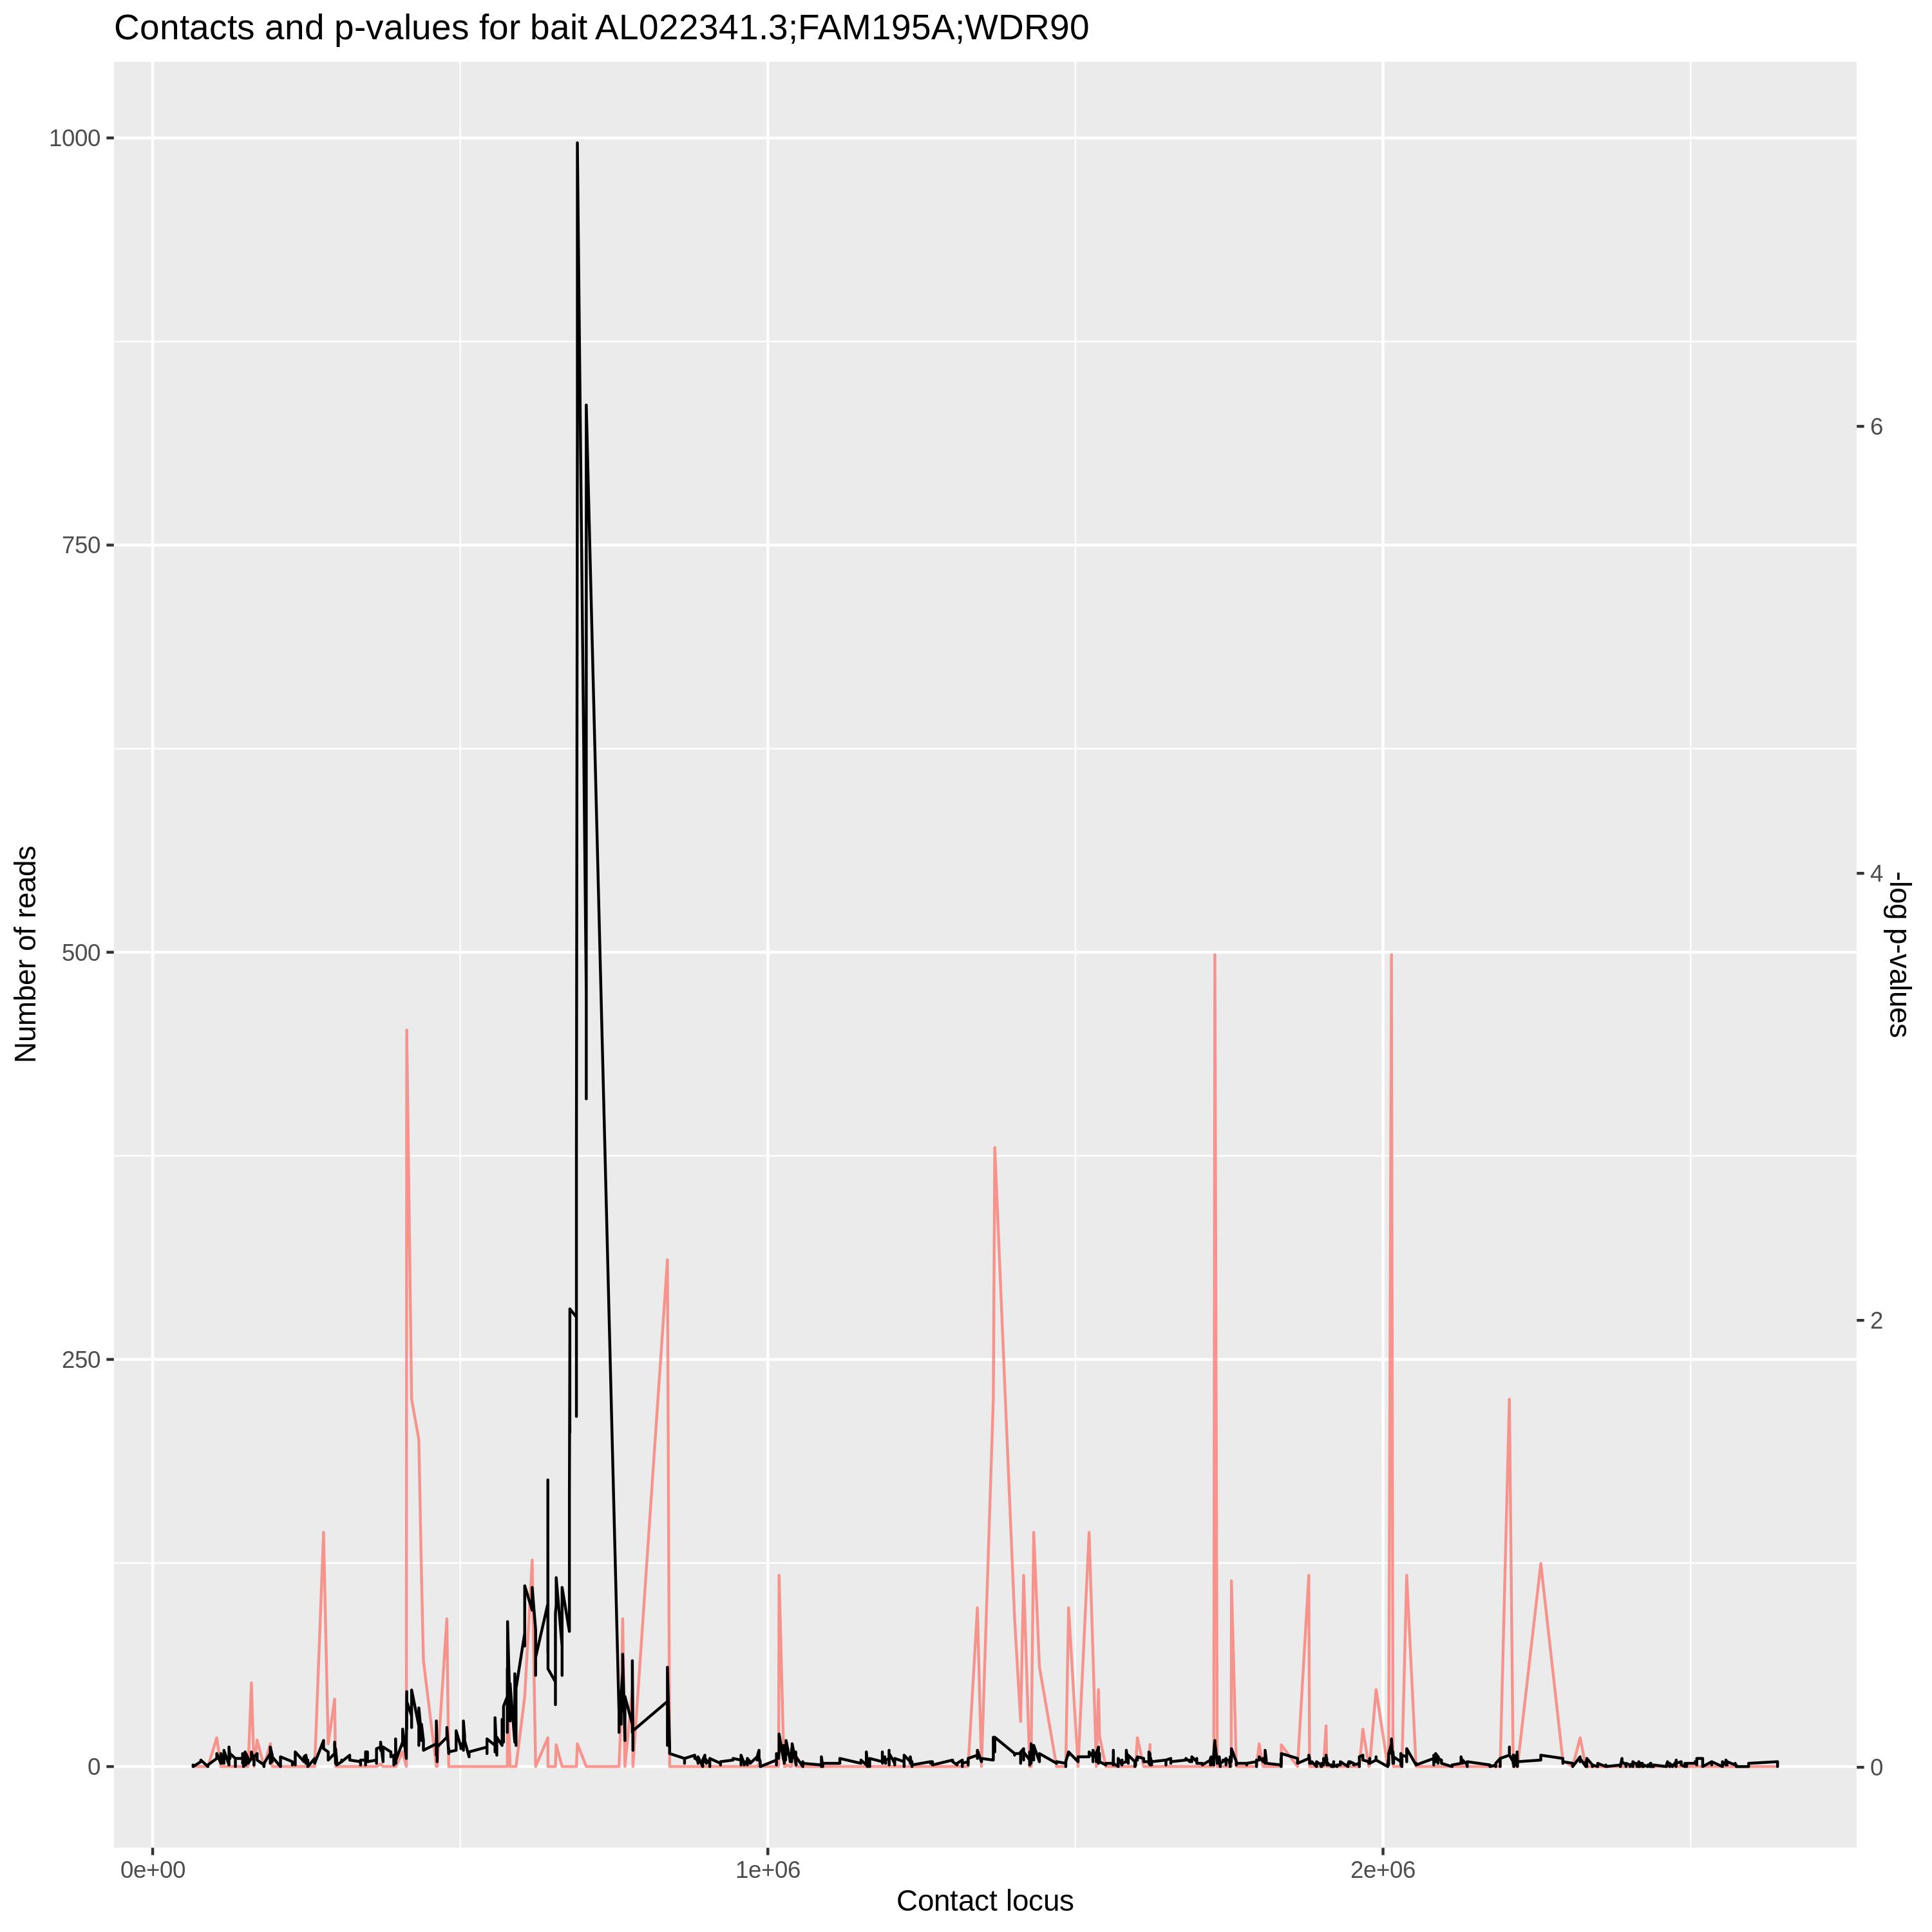 Contacts and p-values for bait AL022341.3;FAM195A;WDR90
1000
750
500
250
0
Number of reads
6
4
2
0
-log p-values
0e+00 1e+06 2e+06
Contact locus